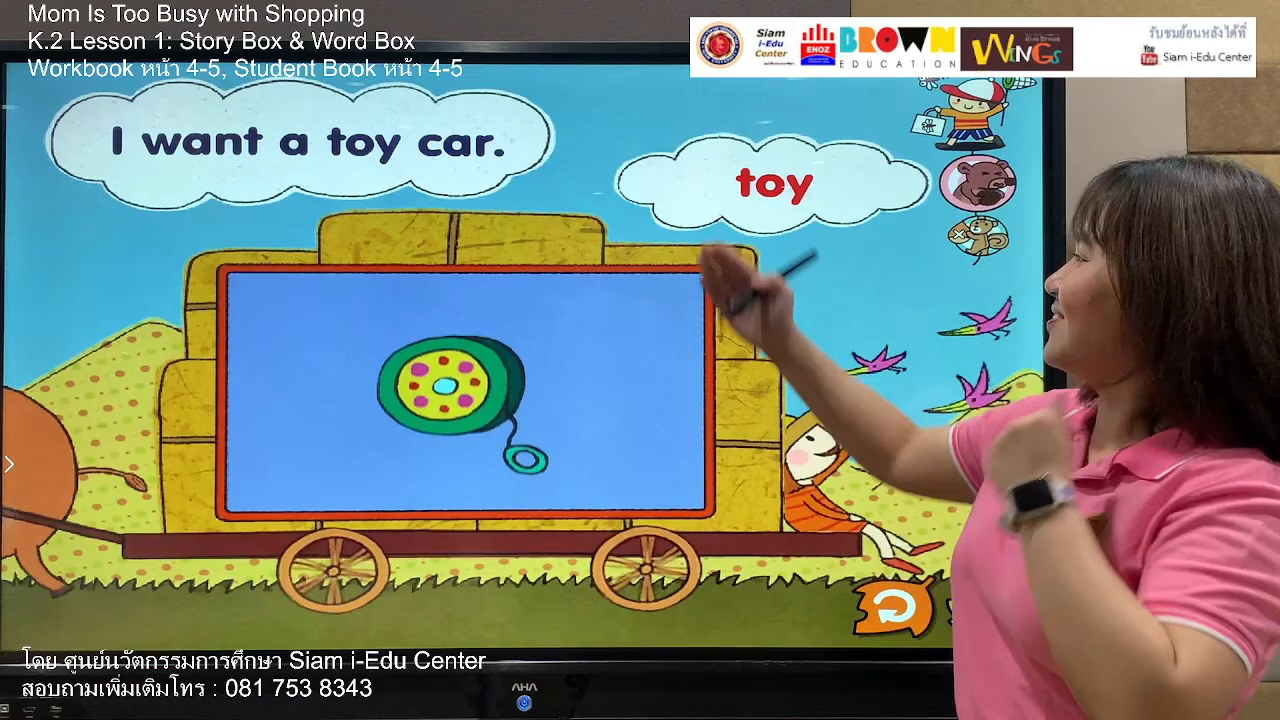 Mom Is Too Busy with Shopping
K.2 Lesson 1: Story Box & Word Box
Workbook หน้า 4-5, Student Book หน้า 4-5
Siam
i-Edu
Center
ENOZ
BROWN
EDUCATION
WINGS
รับชมย้อนหลังได้ที่
You Tube Siam i-Edu Center
I want a toy car.
toy
โดย ศูนย์นวัตกรรมการศึกษา Siam i-Edu Center
สอบถามเพิ่มเติมโทร : 081 753 8343
AHA